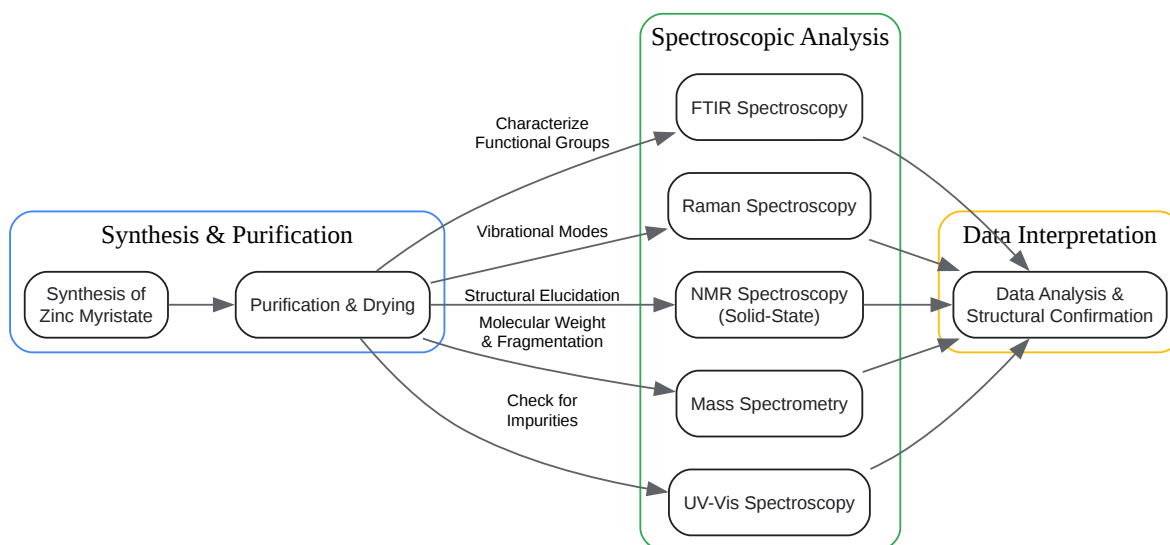 Synthesis & Purification
Synthesis of
Zinc Myristate
Purification & Drying
Characterize
Functional Groups
Vibrational Modes
Structural Elucidation
Molecular Weight
& Fragmentation
Check for
Impurities
Spectroscopic Analysis
FTIR Spectroscopy
Raman Spectroscopy
NMR Spectroscopy
(Solid-State)
Mass Spectrometry
UV-Vis Spectroscopy
Data Interpretation
Data Analysis &
Structural Confirmation